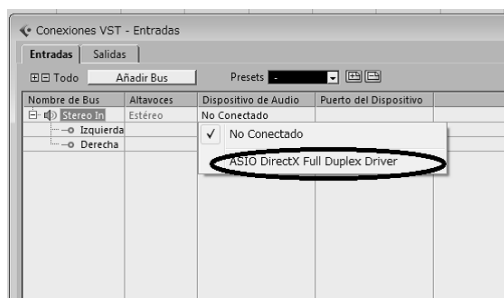 Conexiones VST - Entradas
Entradas Salidas
Todo Añadir Bus Presets -
Nombre de Bus Altavoces Dispositivo de Audio Puerto del Dispositivo
Stereo In Estéreo No Conectado
Izquierda ✓ No Conectado
Derecha ASIO DirectX Full Duplex Driver